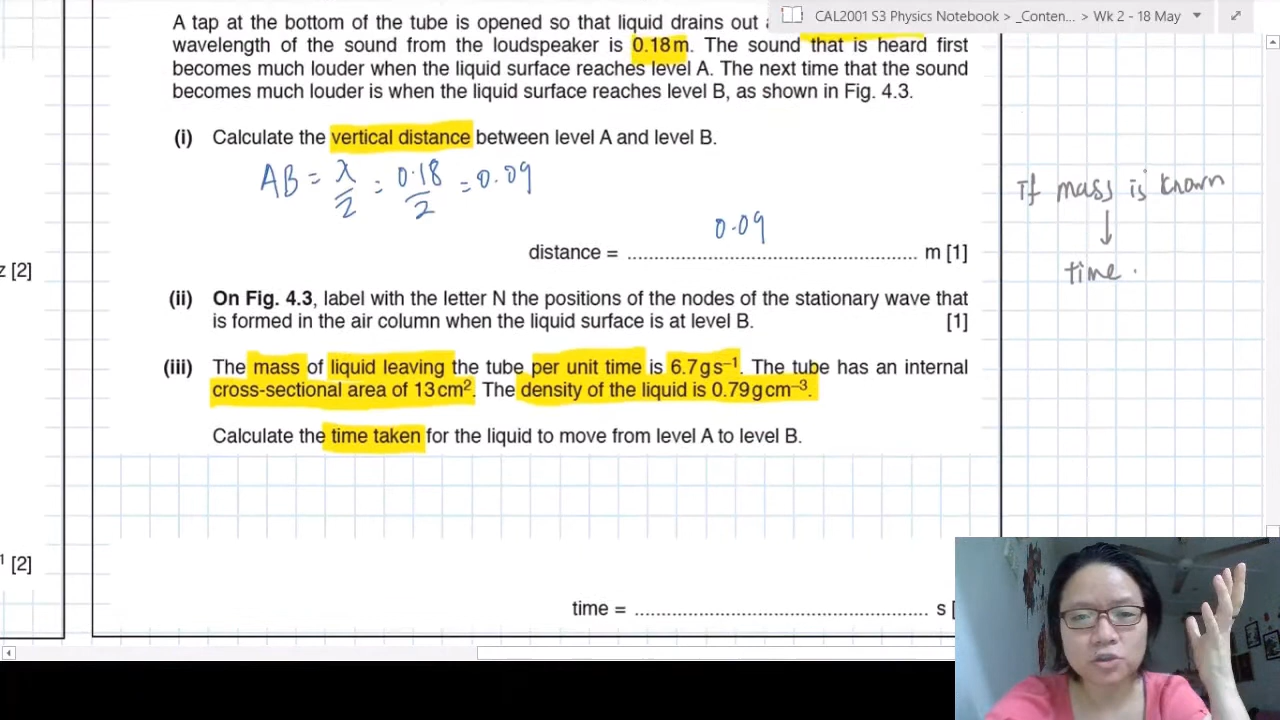 CAL2001 S3 Physics Notebook > _Conten... > Wk 2 - 18 May
A tap at the bottom of the tube is opened so that liquid drains out
wavelength of the sound from the loudspeaker is 0.18 m. The sound that is heard first
becomes much louder when the liquid surface reaches level A. The next time that the sound
becomes much louder is when the liquid surface reaches level B, as shown in Fig. 4.3.
(i) Calculate the vertical distance between level A and level B.
AB = λ/2 = 0.18/2 = 0.09
If mass is known
↓
time.
0.09
distance = ................................................ m [1]
z [2]
(ii) On Fig. 4.3, label with the letter N the positions of the nodes of the stationary wave that
is formed in the air column when the liquid surface is at level B. [1]
(iii) The mass of liquid leaving the tube per unit time is 6.7 g s⁻¹. The tube has an internal
cross-sectional area of 13 cm². The density of the liquid is 0.79 g cm⁻³.
Calculate the time taken for the liquid to move from level A to level B.
1 [2]
time = ................................................ s [